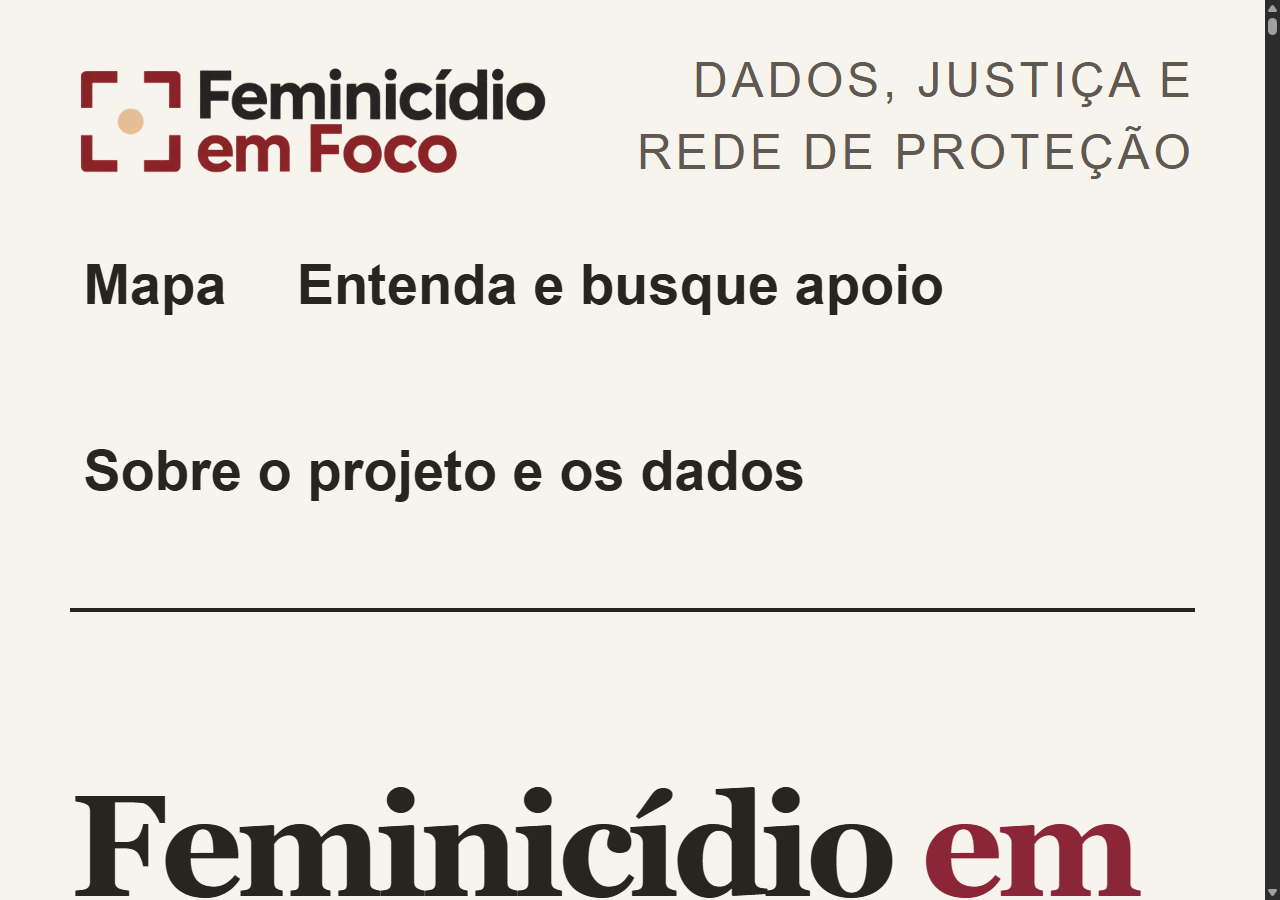 Feminicídio
em Foco
DADOS, JUSTIÇA E
REDE DE PROTEÇÃO
Mapa
Entenda e busque apoio
Sobre o projeto e os dados
Feminicídio em